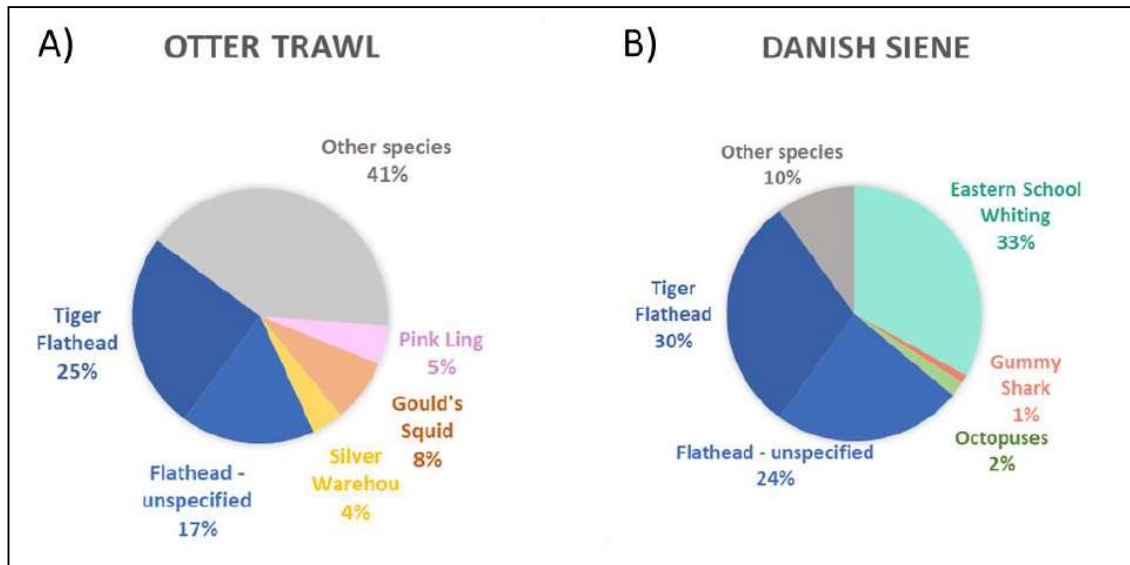 A)
OTTER TRAWL
Other species
41%
Tiger
Flathead
25%
Pink Ling
5%
Gould's
Squid
8%
Silver
Warehou
4%
Flathead -
unspecified
17%
B)
DANISH SIENE
Other species
10%
Eastern School
Whiting
33%
Tiger
Flathead
30%
Gummy
Shark
1%
Octopuses
2%
Flathead - unspecified
24%